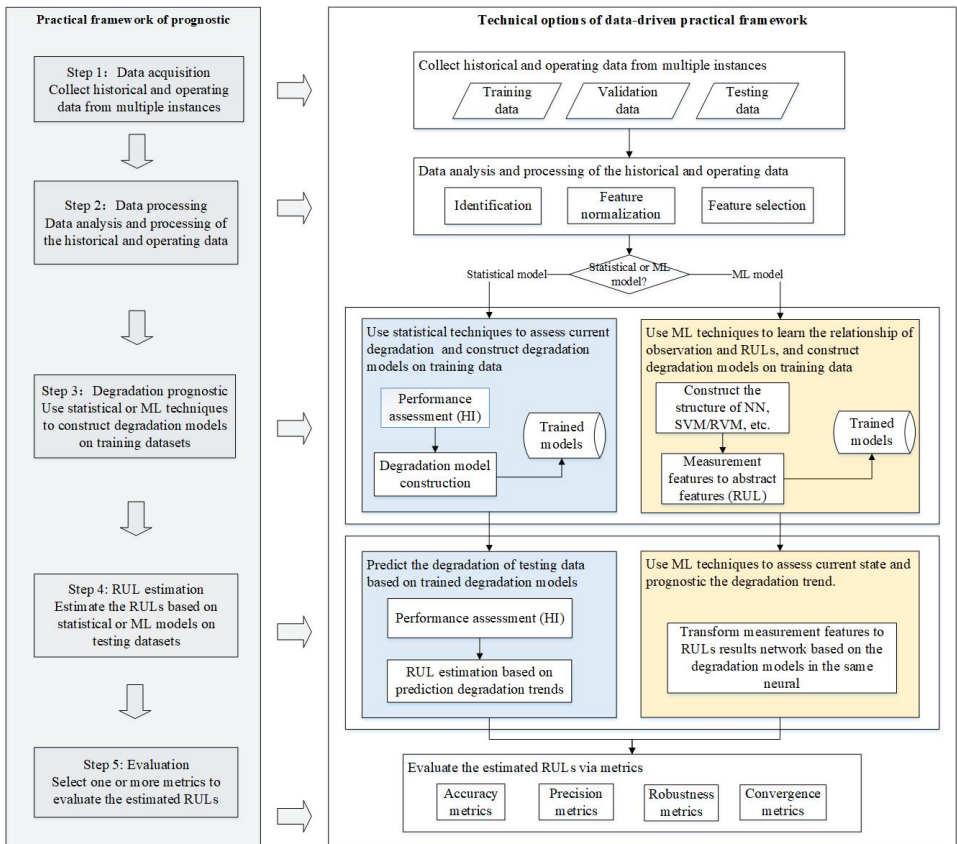 Practical framework of prognostic
Step 1：Data acquisition
Collect historical and operating
data from multiple instances
Step 2：Data processing
Data analysis and processing of
the historical and operating data
Step 3：Degradation prognostic
Use statistical or ML techniques
to construct degradation models
on training datasets
Step 4: RUL estimation
Estimate the RULs based on
statistical or ML models on
testing datasets
Step 5: Evaluation
Select one or more metrics to
evaluate the estimated RULs
Technical options of data-driven practical framework
Collect historical and operating data from multiple instances
Training
data
Validation
data
Testing
data
Data analysis and processing of the historical and operating data
Identification
Feature
normalization
Feature selection
Statistical model
Statistical or ML
model?
ML model
Use statistical techniques to assess current
degradation and construct degradation
models on training data
Performance
assessment (HI)
Degradation model
construction
Trained
models
Use ML techniques to learn the relationship of
observation and RULs, and construct
degradation models on training data
Construct the
structure of NN,
SVM/RVM, etc.
Measurement
features to abstract
features (RUL)
Trained
models
Predict the degradation of testing data
based on trained degradation models
Performance assessment (HI)
RUL estimation based on
prediction degradation trends
Use ML techniques to assess current state and
prognostic the degradation trend.
Transform measurement features to
RULs results network based on the
degradation models in the same
neural
Evaluate the estimated RULs via metrics
Accuracy
metrics
Precision
metrics
Robustness
metrics
Convergence
metrics